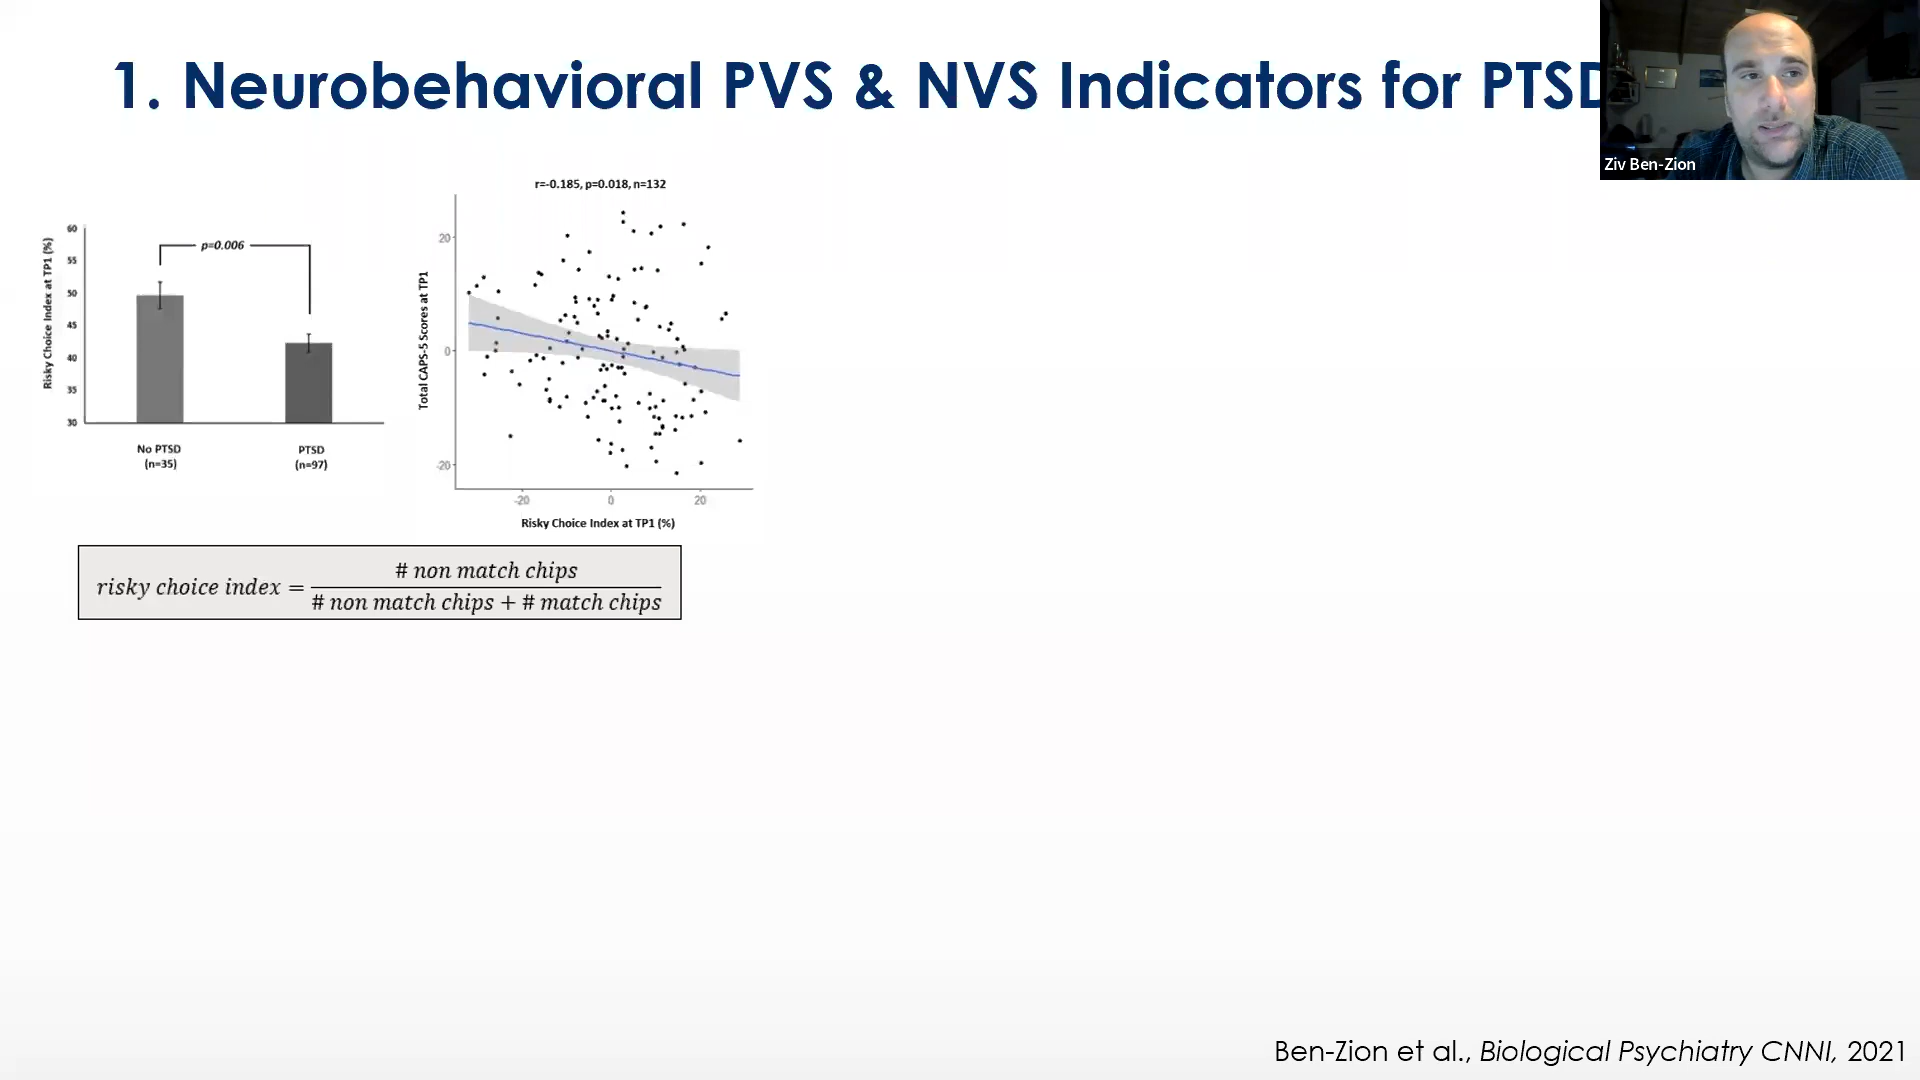 1. Neurobehavioral PVS & NVS Indicators for PTSD
Ziv Ben-Zion
Risky Choice Index at TP1 (%)
60
55
50
45
40
35
30
p=0.006
No PTSD
(n=35)
PTSD
(n=97)
r=-0.185, p=0.018, n=132
Total CAPS-5 Scores at TP1
20
0
-20
-20
0
20
Risky Choice Index at TP1 (%)
risky choice index = # non match chips
# non match chips + # match chips
Ben-Zion et al., Biological Psychiatry CNNI, 2021